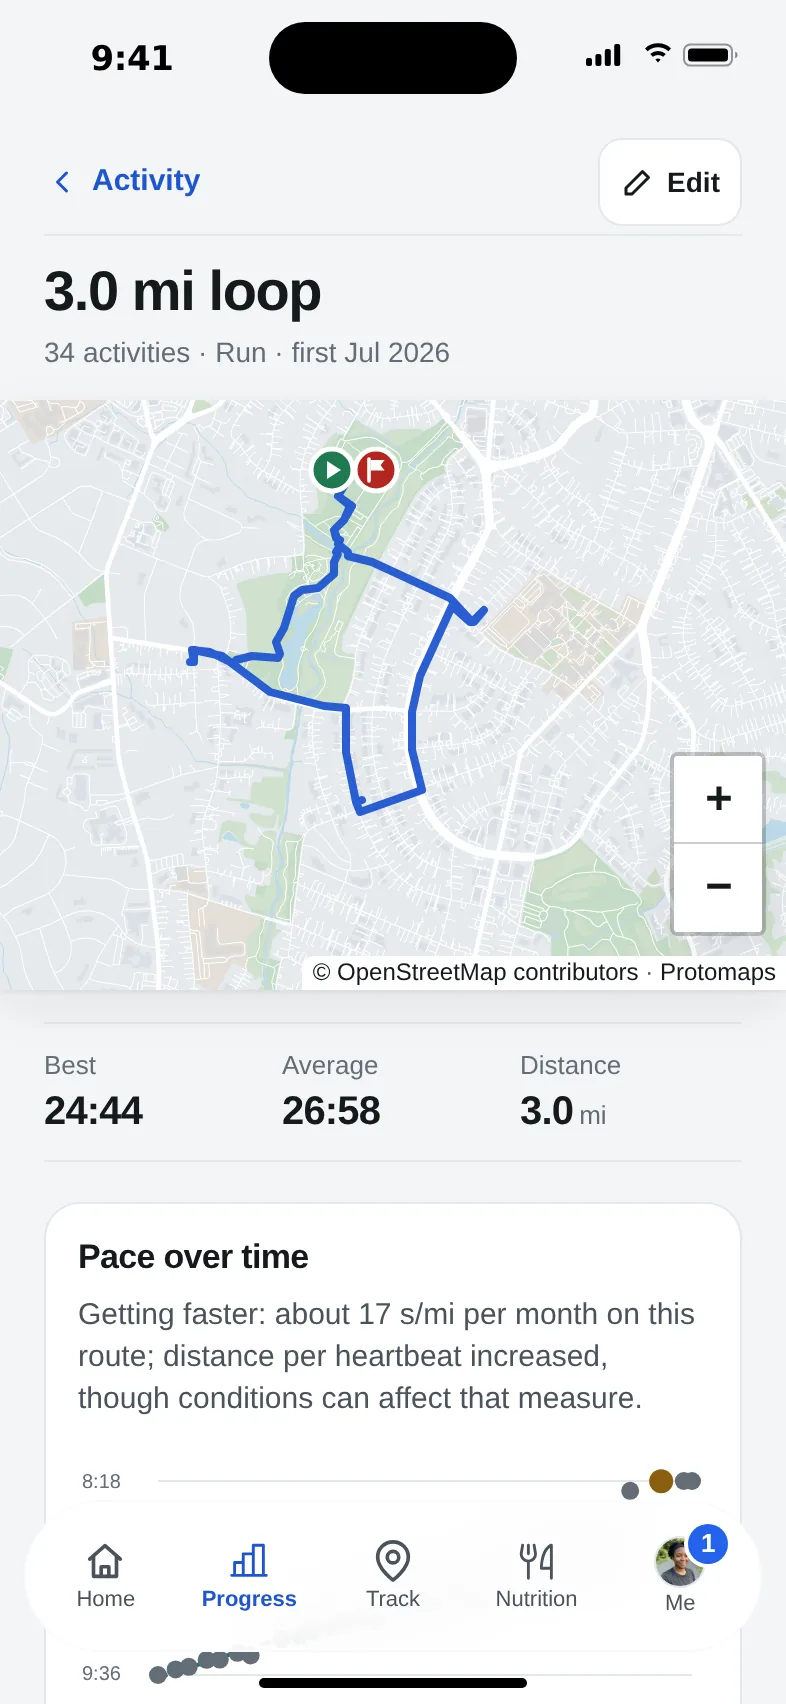 9:41
Activity
Edit
3.0 mi loop
34 activities · Run · first Jul 2026
+
−
© OpenStreetMap contributors · Protomaps
Best
Average
Distance
24:44
26:58
3.0 mi
Pace over time
Getting faster: about 17 s/mi per month on this
route; distance per heartbeat increased,
though conditions can affect that measure.
8:18
1
Home
Progress
Track
Nutrition
Me
9:36